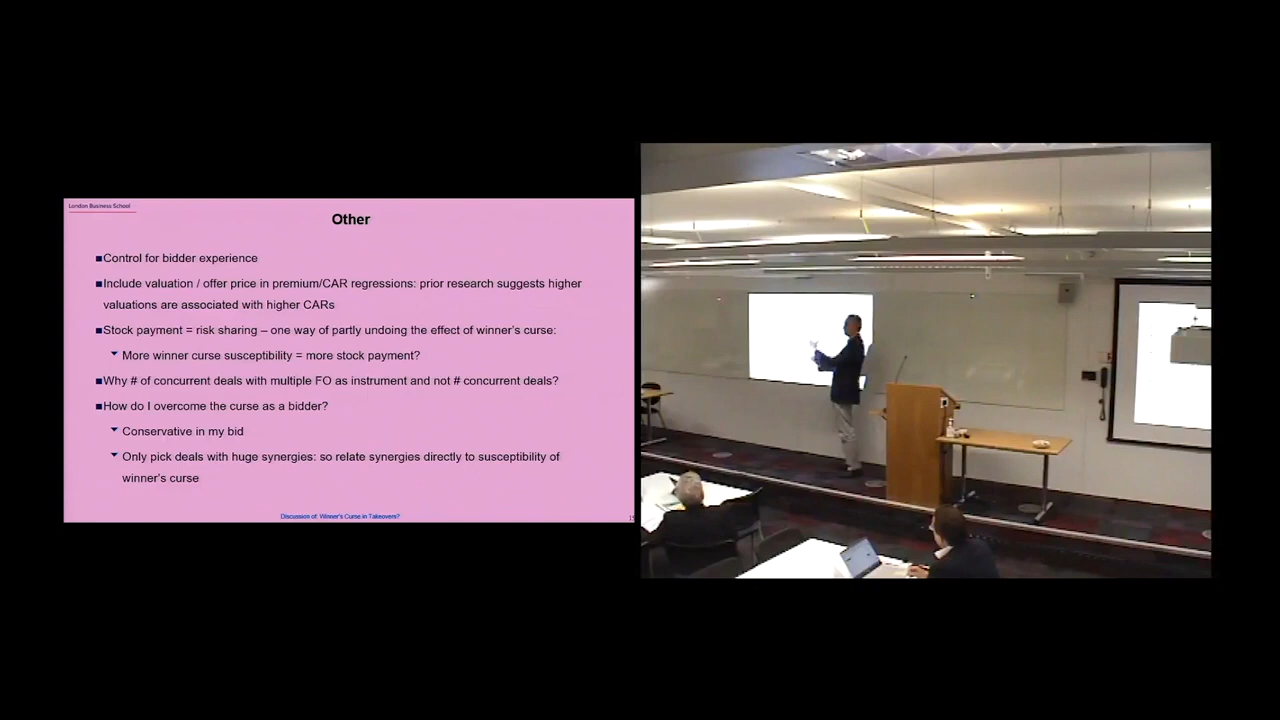 London Business School
Other
■Control for bidder experience
■Include valuation / offer price in premium/CAR regressions: prior research suggests higher
valuations are associated with higher CARs
■Stock payment = risk sharing – one way of partly undoing the effect of winner's curse:
More winner curse susceptibility = more stock payment?
■Why # of concurrent deals with multiple FO as instrument and not # concurrent deals?
■How do I overcome the curse as a bidder?
Conservative in my bid
Only pick deals with huge synergies: so relate synergies directly to susceptibility of
winner's curse
Discussion of: Winner's Curse in Takeovers?